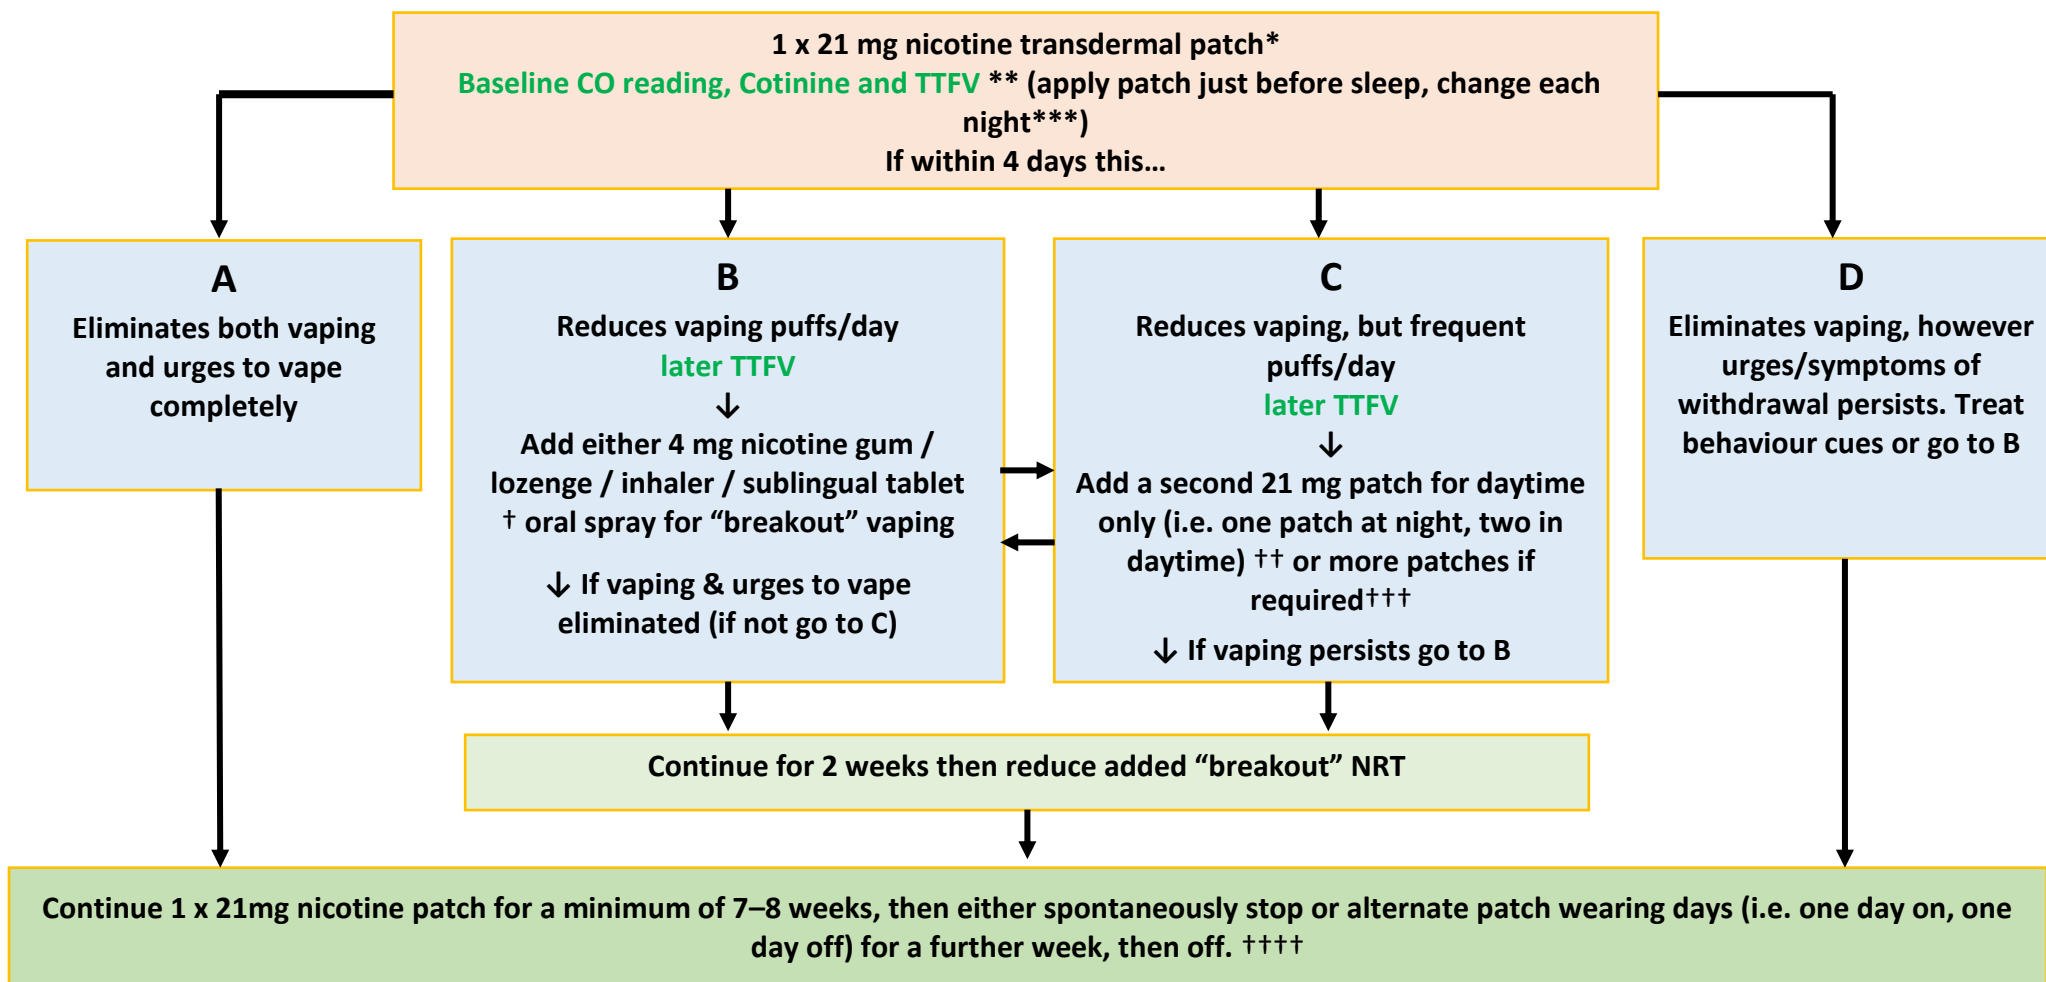 1 x 21 mg nicotine transdermal patch*
Baseline CO reading, Cotinine and TTFV ** (apply patch just before sleep, change each
night***)
If within 4 days this…
A
Eliminates both vaping
and urges to vape
completely
B
Reduces vaping puffs/day
later TTFV
↓
Add either 4 mg nicotine gum /
lozenge / inhaler / sublingual tablet
† oral spray for “breakout” vaping
↓ If vaping & urges to vape
eliminated (if not go to C)
C
Reduces vaping, but frequent
puffs/day
later TTFV
↓
Add a second 21 mg patch for daytime
only (i.e. one patch at night, two in
daytime) †† or more patches if
required†††
↓ If vaping persists go to B
D
Eliminates vaping, however
urges/symptoms of
withdrawal persists. Treat
behaviour cues or go to B
Continue for 2 weeks then reduce added “breakout” NRT
Continue 1 x 21mg nicotine patch for a minimum of 7–8 weeks, then either spontaneously stop or alternate patch wearing days (i.e. one day on, one
day off) for a further week, then off. ††††